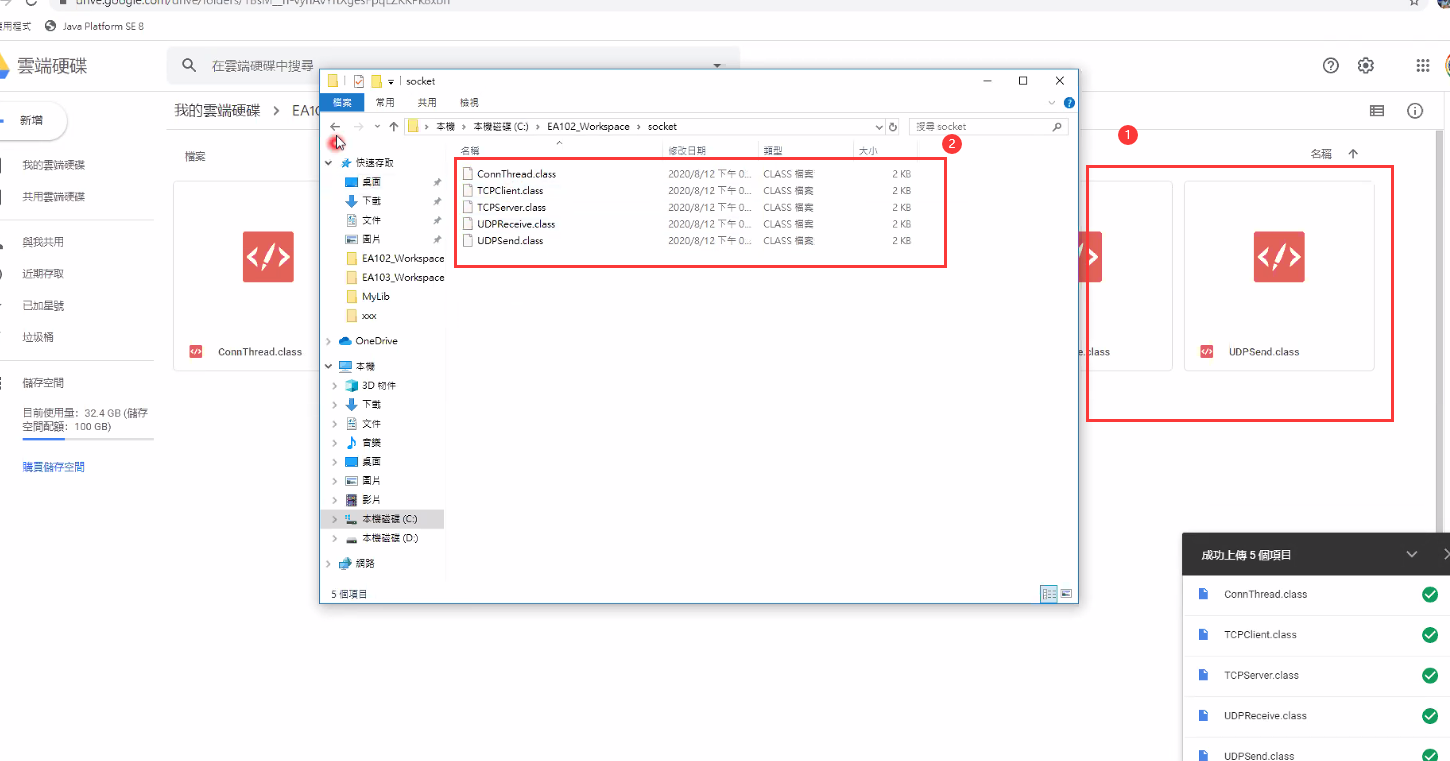 應用程式 Java Platform SE 8
雲端硬碟
在雲端硬碟中搜尋
新增
我的雲端硬碟
EA10
檔案
我的雲端硬碟
共用雲端硬碟
與我共用
近期存取
已加星號
垃圾桶
儲存空間
目前使用量：32.4 GB (儲存
空間配額：100 GB)
購買儲存空間
ConnThread.class
socket
檔案 常用 共用 檢視
本機 本機磁碟 (C:) EA102_Workspace socket
搜尋 socket
名稱 修改日期 類型 大小
ConnThread.class 2020/8/12 下午 0... CLASS 檔案 2 KB
TCPClient.class 2020/8/12 下午 0... CLASS 檔案 2 KB
TCPServer.class 2020/8/12 下午 0... CLASS 檔案 2 KB
UDPReceive.class 2020/8/12 下午 0... CLASS 檔案 2 KB
UDPSend.class 2020/8/12 下午 0... CLASS 檔案 2 KB
快速存取
桌面
下載
文件
圖片
EA102_Workspace
EA103_Workspace
MyLib
xxx
OneDrive
本機
3D 物件
下載
文件
音樂
桌面
圖片
影片
本機磁碟 (C:)
本機磁碟 (D:)
網路
5 個項目
2
1
名稱
e.class
UDPSend.class
成功上傳 5 個項目
ConnThread.class
TCPClient.class
TCPServer.class
UDPReceive.class
UDPSend.class